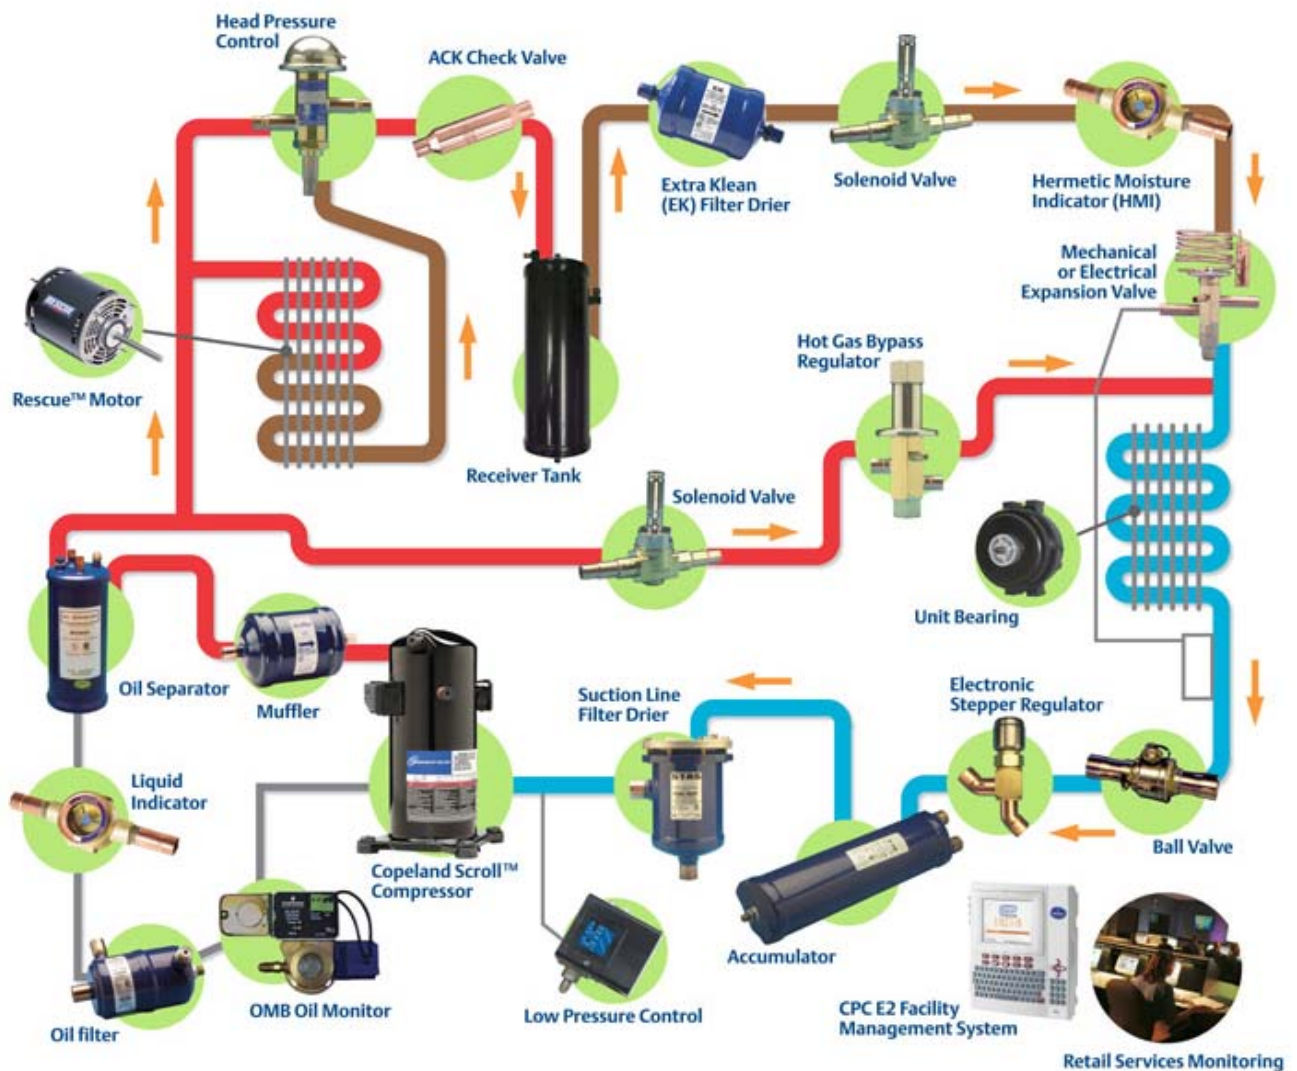 Head Pressure
Control
ACK Check Valve
Extra Klean
(EK) Filter Drier
Solenoid Valve
Hermetic Moisture
Indicator (HMI)
Mechanical
or Electrical
Expansion Valve
Rescue™ Motor
Receiver Tank
Hot Gas Bypass
Regulator
Solenoid Valve
Unit Bearing
Oil Separator
Muffler
Suction Line
Filter Drier
Electronic
Stepper Regulator
Liquid
Indicator
Copeland Scroll™
Compressor
Ball Valve
Accumulator
Oil filter
OMB Oil Monitor
Low Pressure Control
CPC E2 Facility
Management System
Retail Services Monitoring